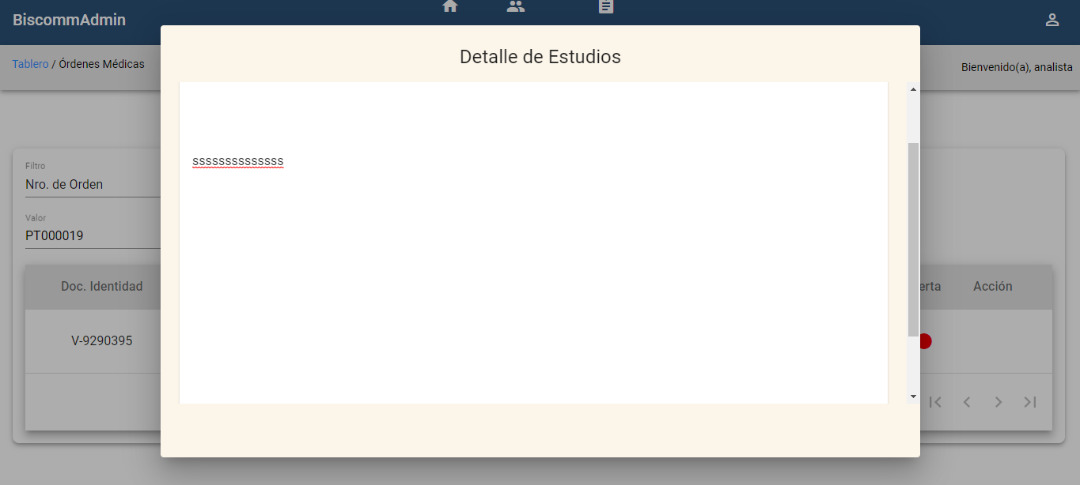 BiscommAdmin
Tablero / Órdenes Médicas
Bienvenido(a), analista
Detalle de Estudios
ssssssssssssss
Filtro
Nro. de Orden
Valor
PT000019
Doc. Identidad
erta
Acción
V-9290395